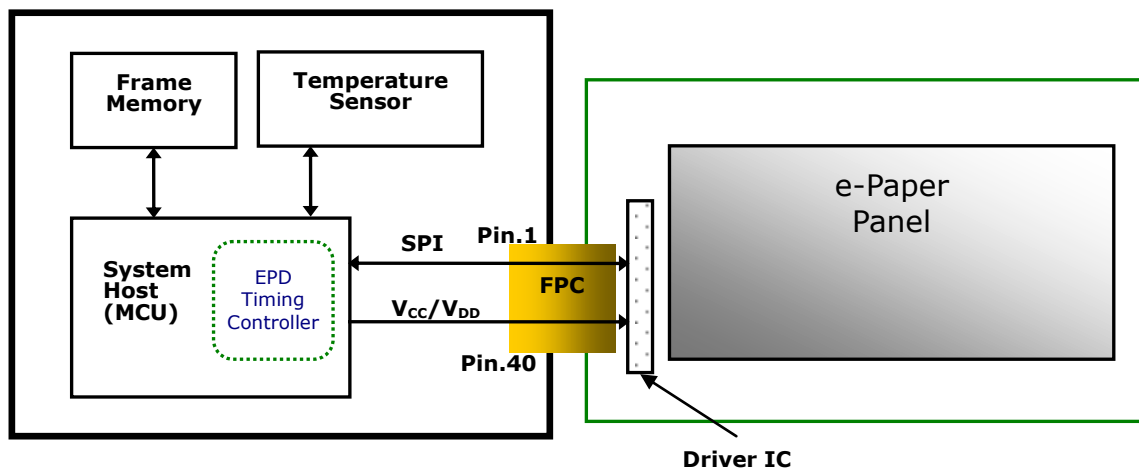 Frame
Memory
Temperature
Sensor
System
Host
(MCU)
EPD
Timing
Controller
SPI
VCC/VDD
Pin.1
FPC
Pin.40
e-Paper
Panel
Driver IC